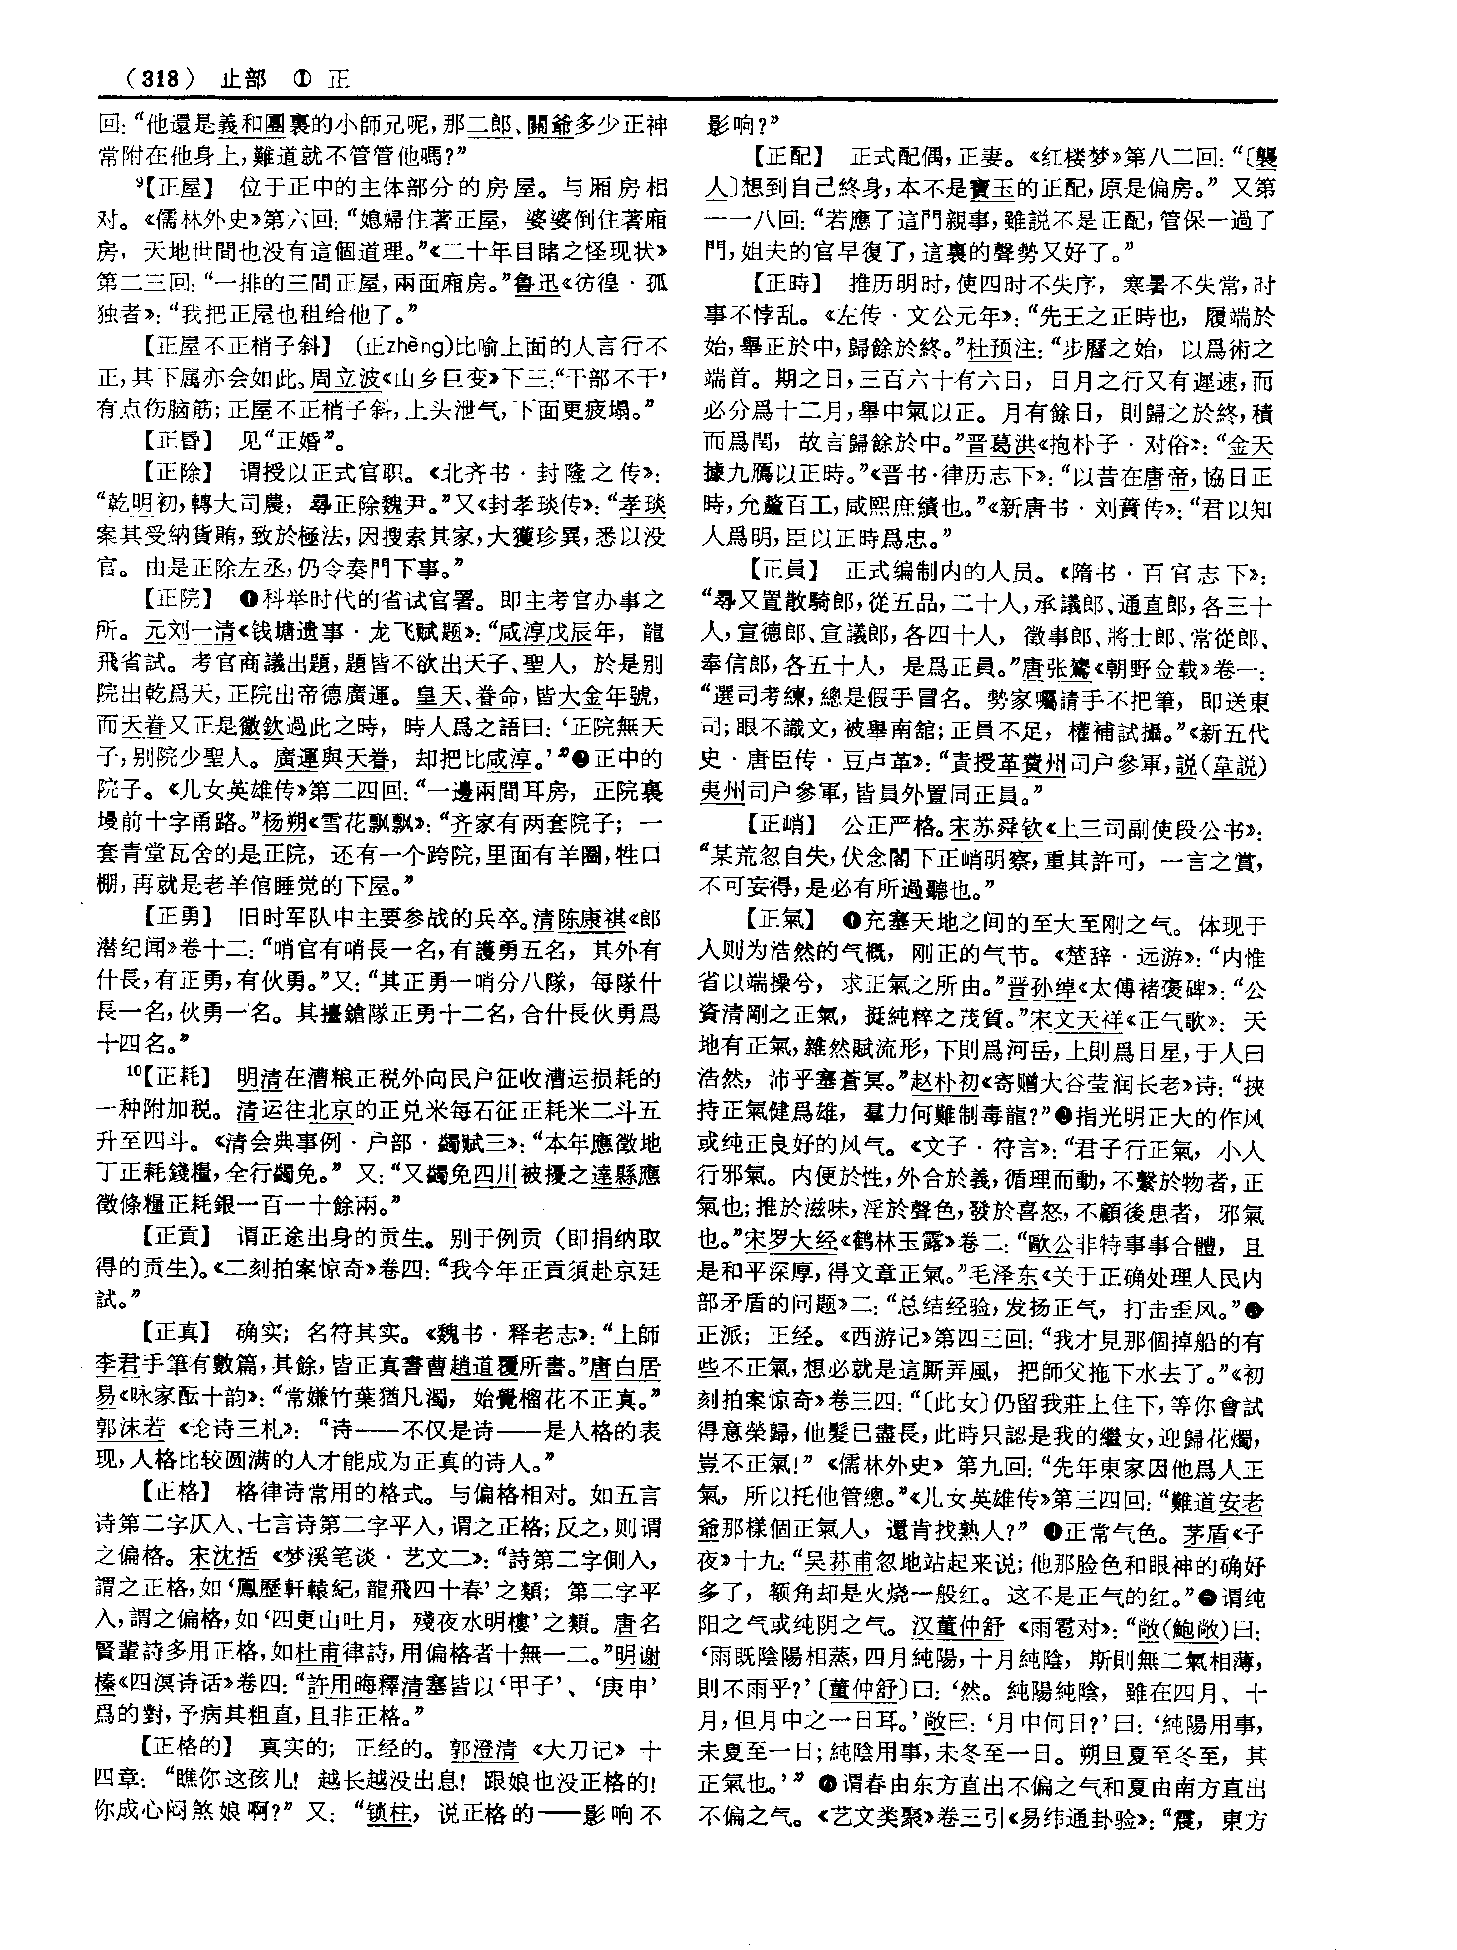 （318） 止部 ① 正
回：“他還是義和團裏的小師兄呢，那二郎、關爺多少正神
常附在他身上，難道就不管管他嗎？”
⁹【正屋】 位于正中的主体部分的房屋。与厢房相
对。《儒林外史》第六回：“媳婦住著正屋，婆婆倒住著廂
房，天地世間也没有這個道理。”《二十年目睹之怪现状》
第二三回：“一排的三間正屋，兩面廂房。”鲁迅《彷徨·孤
独者》：“我把正屋也租给他了。”
【正屋不正梢子斜】 (正zhèng)比喻上面的人言行不
正，其下属亦会如此。周立波《山乡巨变》下三：“干部不干，
有点伤脑筋；正屋不正梢子斜，上头泄气，下面更疲塌。”
【正昏】 见“正婚”。
【正除】 谓授以正式官职。《北齐书·封隆之传》：
“乾明初，轉大司農，尋正除魏尹。”又《封孝琰传》：“孝琰
案其受纳貨賄，致於極法，因搜索其家，大獲珍異，悉以没
官。由是正除左丞，仍令奏門下事。”
【正院】 ❶科举时代的省试官署。即主考官办事之
所。元刘一清《钱塘遗事·龙飞赋题》：“咸淳戊辰年，龍
飛省試。考官商議出題，題皆不欲出天子、聖人，於是别
院出乾爲天，正院出帝德廣運。皇天、眷命，皆大金年號，
而天眷又正是徽欽過此之時，時人爲之語曰：‘正院無天
子，别院少聖人。廣運與天眷，却把比咸淳。’”❷正中的
院子。《儿女英雄传》第二四回：“一邊兩間耳房，正院裏
墁前十字甬路。”杨朔《雪花飘飘》：“齐家有两套院子；一
套青堂瓦舍的是正院，还有一个跨院，里面有羊圈，牲口
棚，再就是老羊倌睡觉的下屋。”
【正勇】 旧时军队中主要参战的兵卒。清陈康祺《郎
潜纪闻》卷十二：“哨官有哨長一名，有護勇五名，其外有
什長，有正勇，有伙勇。”又：“其正勇一哨分八隊，每隊什
長一名，伙勇一名。其擡鎗隊正勇十二名，合什長伙勇爲
十四名。”
¹⁰【正耗】 明清在漕粮正税外向民户征收漕运损耗的
一种附加税。清运往北京的正兑米每石征正耗米二斗五
升至四斗。《清会典事例·户部·蠲赋三》：“本年應徵地
丁正耗錢糧，全行蠲免。” 又：“又蠲免四川被擾之達縣應
徵條糧正耗銀一百一十餘兩。”
【正貢】 谓正途出身的贡生。别于例贡（即捐纳取
得的贡生）。《二刻拍案惊奇》卷四：“我今年正貢須赴京廷
試。”
【正真】 确实；名符其实。《魏书·释老志》：“上師
李君手筆有數篇，其餘，皆正真書曹趙道覆所書。”唐白居
易《咏家酝十韵》：“常嫌竹葉猶凡濁，始覺榴花不正真。”
郭沫若《论诗三札》：“诗——不仅是诗——是人格的表
现，人格比较圆满的人才能成为正真的诗人。”
【正格】 格律诗常用的格式。与偏格相对。如五言
诗第二字仄入、七言诗第二字平入，谓之正格；反之，则谓
之偏格。宋沈括《梦溪笔谈·艺文二》：“詩第二字側入，
謂之正格，如‘鳳歷軒轅紀，龍飛四十春’之類；第二字平
入，謂之偏格，如‘四更山吐月，殘夜水明樓’之類。唐名
賢輩詩多用正格，如杜甫律詩，用偏格者十無一二。”明谢
榛《四溟诗话》卷四：“許用晦釋清塞皆以‘甲子’、‘庚申’
爲的對，予病其粗直，且非正格。”
【正格的】 真实的；正经的。郭澄清《大刀记》十
四章：“瞧你这孩儿！越长越没出息！跟娘也没正格的！
你成心闷煞娘啊？” 又：“锁柱，说正格的——影响不
影响？”
【正配】 正式配偶，正妻。《红楼梦》第八二回：“〔襲
人〕想到自己終身，本不是寶玉的正配，原是偏房。” 又第
一一八回：“若應了這門親事，雖説不是正配，管保一過了
門，姐夫的官早復了，這裏的聲勢又好了。”
【正時】 推历明时，使四时不失序，寒暑不失常，时
事不悖乱。《左传·文公元年》：“先王之正時也，履端於
始，舉正於中，歸餘於終。”杜预注：“步曆之始，以爲術之
端首。期之日，三百六十有六日，日月之行又有遲速，而
必分爲十二月，舉中氣以正。月有餘日，則歸之於終，積
而爲閏，故言歸餘於中。”晋葛洪《抱朴子·对俗》：“金天
據九鳸以正時。”《晋书·律历志下》：“以昔在唐帝，協日正
時，允釐百工，咸熙庶績也。”《新唐书·刘蕡传》：“君以知
人爲明，臣以正時爲忠。”
【正員】 正式编制内的人员。《隋书·百官志下》：
“尋又置散騎郎，從五品，二十人，承議郎、通直郎，各三十
人，宣德郎、宣議郎，各四十人，徵事郎、將士郎、常從郎、
奉信郎，各五十人，是爲正員。”唐张鷟《朝野佥载》卷一：
“選司考練，總是假手冒名。勢家囑請手不把筆，即送東
司；眼不識文，被舉南舘；正員不足，權補試攝。”《新五代
史·唐臣传·豆卢革》：“責授革費州司户參軍，説（韋説）
夷州司户參軍，皆員外置同正員。”
【正峭】 公正严格。宋苏舜钦《上三司副使段公书》：
“某荒忽自失，伏念閣下正峭明察，重其許可，一言之賞，
不可妄得，是必有所過聽也。”
【正氣】 ❶充塞天地之间的至大至刚之气。体现于
人则为浩然的气概，刚正的气节。《楚辞·远游》：“内惟
省以端操兮，求正氣之所由。”晋孙绰《太傅褚褒碑》：“公
資清剛之正氣，挺純粹之茂質。”宋文天祥《正气歌》：天
地有正氣，雜然賦流形，下則爲河岳，上則爲日星，于人曰
浩然，沛乎塞蒼冥。”赵朴初《寄赠大谷莹润长老》诗：“挾
持正氣健爲雄，羣力何難制毒龍？”❷指光明正大的作风
或纯正良好的风气。《文子·符言》：“君子行正氣，小人
行邪氣。内便於性，外合於義，循理而動，不繫於物者，正
氣也；推於滋味，淫於聲色，發於喜怒，不顧後患者，邪氣
也。”宋罗大经《鹤林玉露》卷二：“歐公非特事事合體，且
是和平深厚，得文章正氣。”毛泽东《关于正确处理人民内
部矛盾的问题》二：“总结经验，发扬正气，打击歪风。”❸
正派；正经。《西游记》第四三回：“我才見那個掉船的有
些不正氣，想必就是這厮弄風，把師父拖下水去了。”《初
刻拍案惊奇》卷三四：“〔此女〕仍留我莊上住下，等你會試
得意榮歸，他髮已盡長，此時只認是我的繼女，迎歸花燭，
豈不正氣！”《儒林外史》第九回：“先年東家因他爲人正
氣，所以托他管總。”《儿女英雄传》第三四回：“難道安老
爺那樣個正氣人，還肯找熟人？” ❹正常气色。茅盾《子
夜》十九：“吴荪甫忽地站起来说；他那脸色和眼神的确好
多了，额角却是火烧一般红。这不是正气的红。”❺谓纯
阳之气或纯阴之气。汉董仲舒《雨雹对》：“敞（鮑敞）曰：
‘雨既陰陽相蒸，四月純陽，十月純陰，斯則無二氣相薄，
則不雨乎？’〔董仲舒〕曰：‘然。純陽純陰，雖在四月、十
月，但月中之一日耳。’敞曰：‘月中何日？’曰：‘純陽用事，
未夏至一日；純陰用事，未冬至一日。朔旦夏至冬至，其
正氣也。’” ❻谓春由东方直出不偏之气和夏由南方直出
不偏之气。《艺文类聚》卷三引《易纬通卦验》：“震，東方